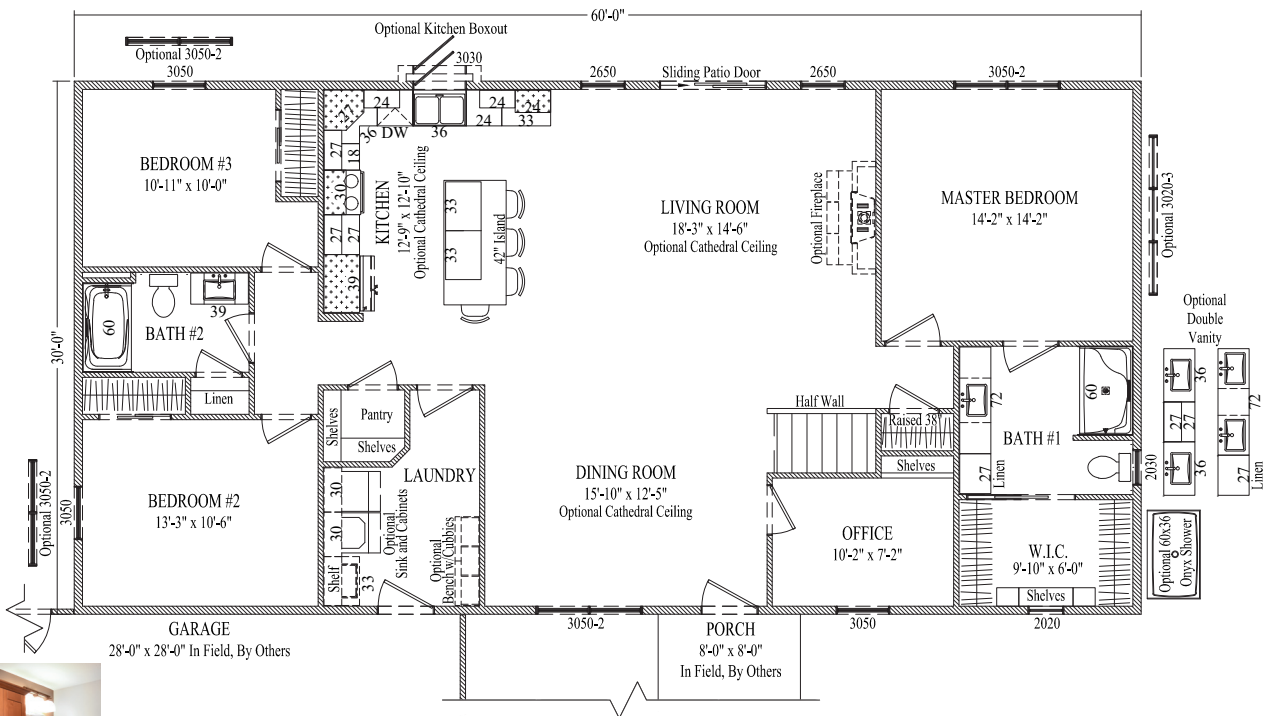 60'-0"
Optional Kitchen Boxout
Optional 3050-2
3050
3030
2650
Sliding Patio Door
2650
3050-2
27
24
36
DW
36
24
24
24
33
27
18
30
27
27
39
BEDROOM #3
10'-11" x 10'-0"
KITCHEN
12'-9" x 12'-10"
Optional Cathedral Ceiling
33
33
42" Island
LIVING ROOM
18'-3" x 14'-6"
Optional Cathedral Ceiling
Optional Fireplace
MASTER BEDROOM
14'-2" x 14'-2"
Optional 3020-3
30'-0"
60
39
BATH #2
Linen
Optional
Double
Vanity
36
27
27
36
72
27
Linen
Shelves
Pantry
Shelves
LAUNDRY
Half Wall
Raised 38"
Shelves
72
27
Linen
60
BATH #1
2030
Optional 3050-2
3050
BEDROOM #2
13'-3" x 10'-6"
30
30
Shelf
33
Optional
Sink and Cabinets
Optional
Bench w/Cubbies
DINING ROOM
15'-10" x 12'-5"
Optional Cathedral Ceiling
OFFICE
10'-2" x 7'-2"
W.I.C.
9'-10" x 6'-0"
Shelves
Optional 60x36
Onyx Shower
GARAGE
28'-0" x 28'-0" In Field, By Others
3050-2
PORCH
8'-0" x 8'-0"
In Field, By Others
3050
2020